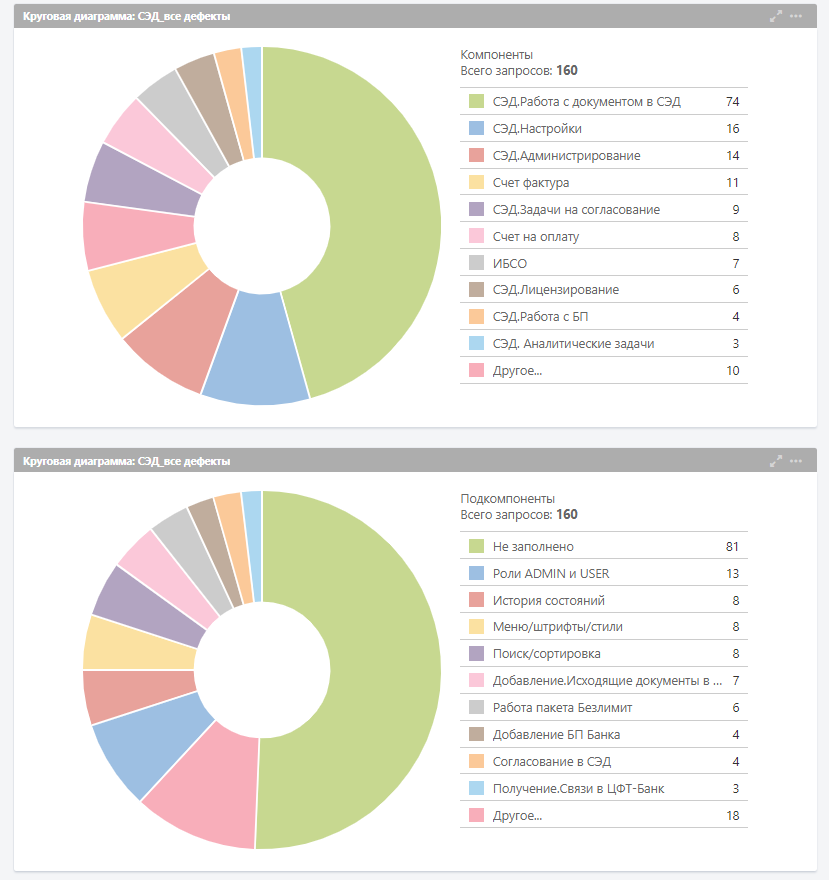 Круговая диаграмма: СЭД_все дефекты
Компоненты
Всего запросов: 160
СЭД.Работа с документом в СЭД 74
СЭД.Настройки 16
СЭД.Администрирование 14
Счет фактура 11
СЭД.Задачи на согласование 9
Счет на оплату 8
ИБСО 7
СЭД.Лицензирование 6
СЭД.Работа с БП 4
СЭД. Аналитические задачи 3
Другое... 10
Круговая диаграмма: СЭД_все дефекты
Подкомпоненты
Всего запросов: 160
Не заполнено 81
Роли ADMIN и USER 13
История состояний 8
Меню/штрифты/стили 8
Поиск/сортировка 8
Добавление.Исходящие документы в ... 7
Работа пакета Безлимит 6
Добавление БП Банка 4
Согласование в СЭД 4
Получение.Связи в ЦФТ-Банк 3
Другое... 18